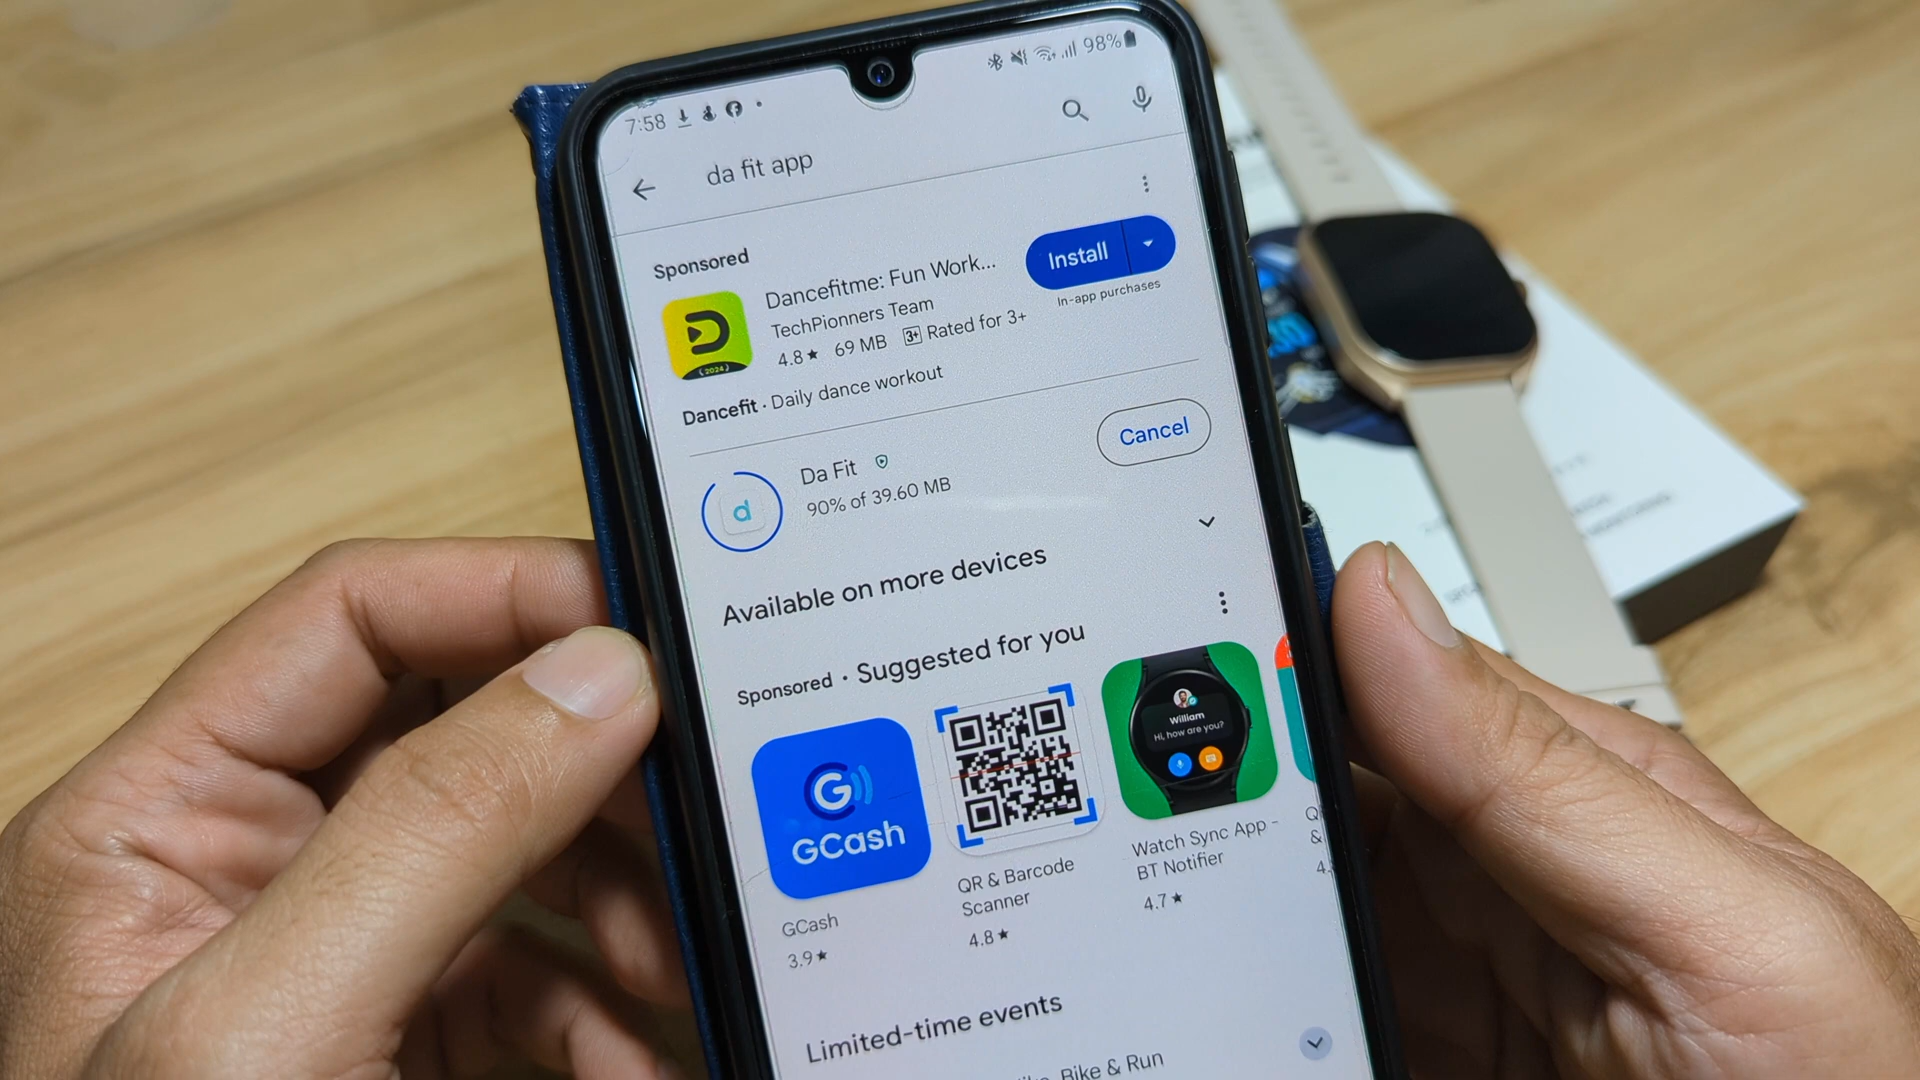 7:58
98%
da fit app
Sponsored
Dancefitme: Fun Work...
TechPionners Team
4.8★ 69 MB 3+ Rated for 3+
Install
In-app purchases
(2024)
Dancefit · Daily dance workout
Da Fit
90% of 39.60 MB
Cancel
d
Available on more devices
Sponsored · Suggested for you
GCash
William
Hi, how are you?
GCash
3.9★
QR & Barcode
Scanner
4.8★
Watch Sync App -
BT Notifier
4.7★
Q
&
4.
Limited-time events
Bike & Run